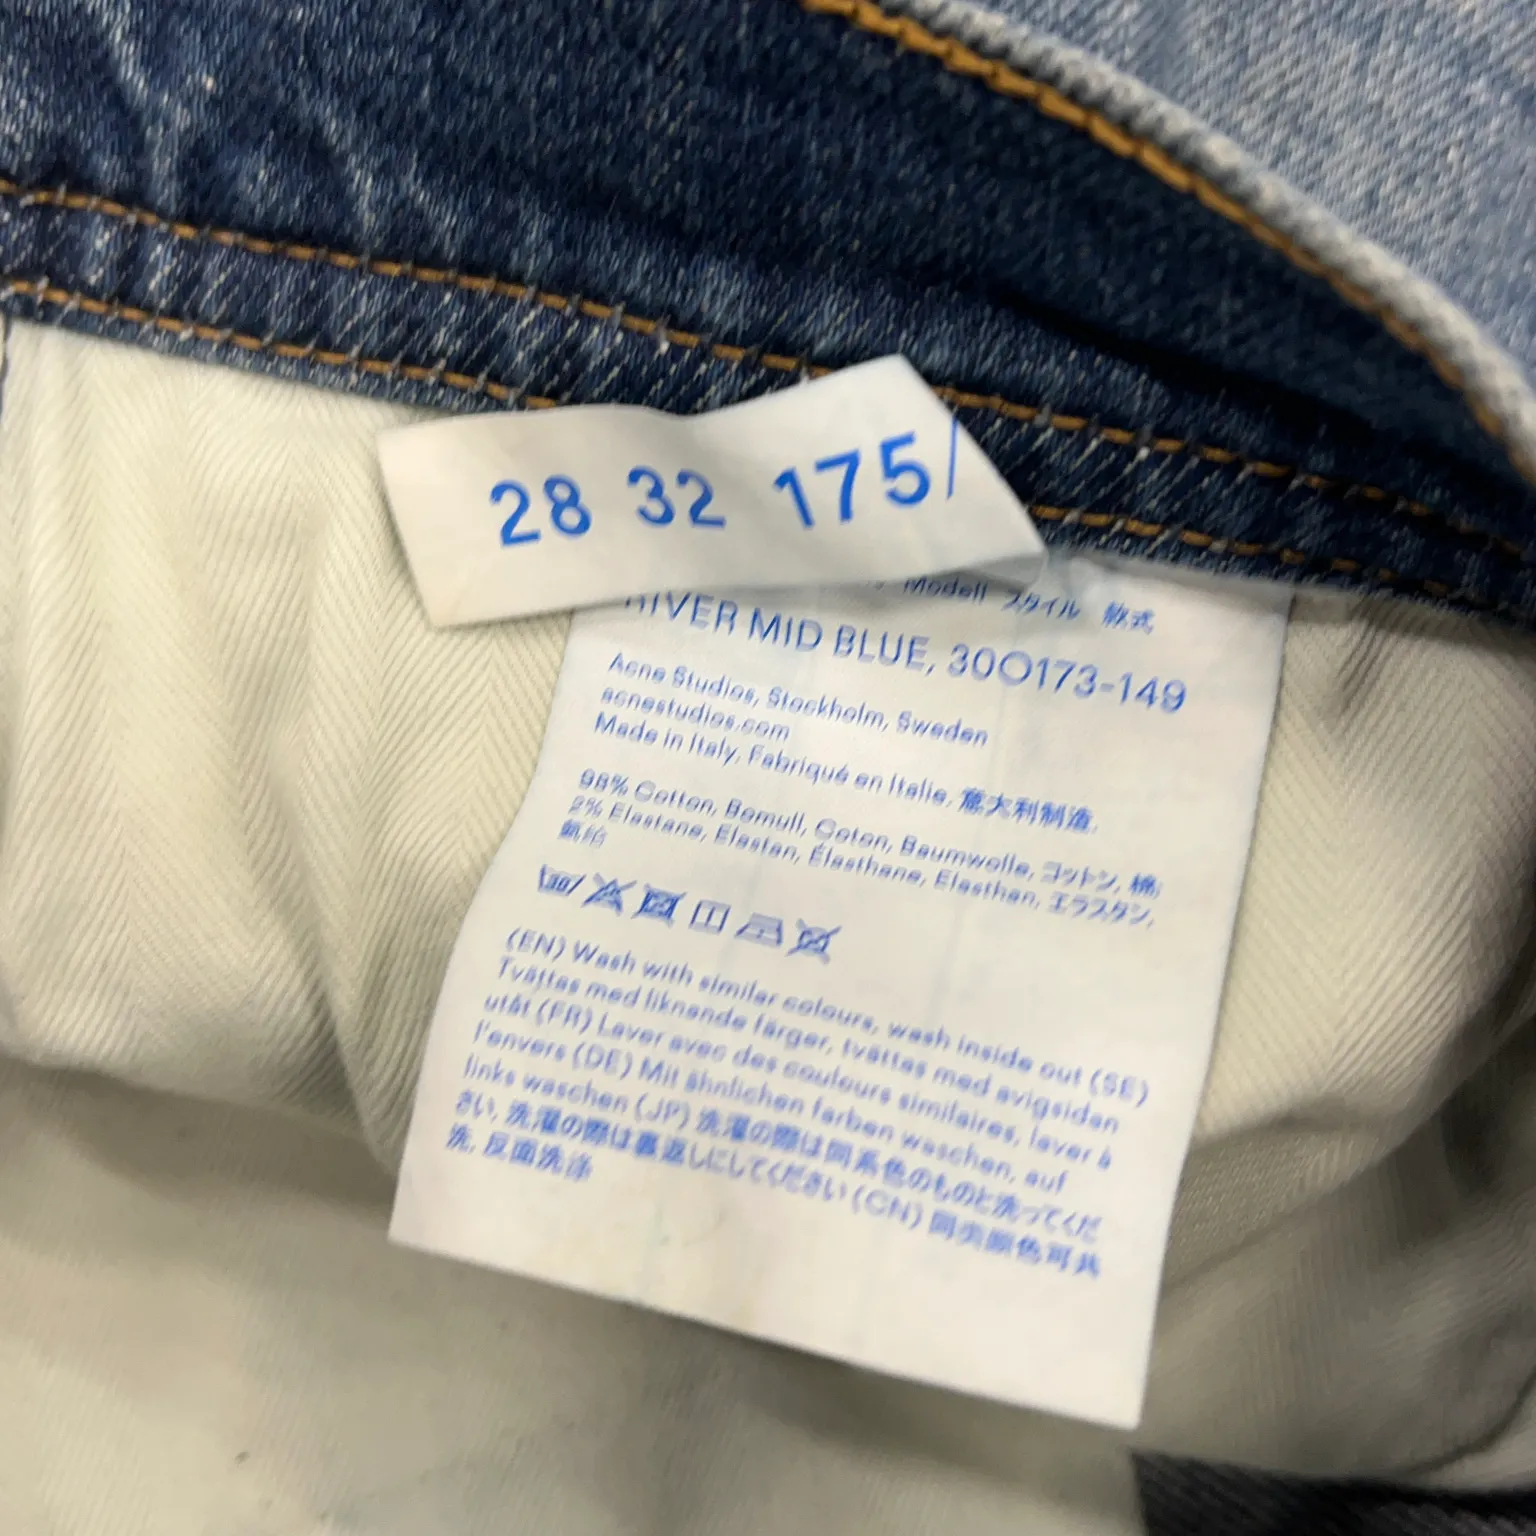 28 32 175/
Modell スタイル 款式
RIVER MID BLUE, 30O173-149
Acne Studios, Stockholm, Sweden
acnestudios.com
Made in Italy, Fabriqué en Italie, 意大利制造,
98% Cotton, Bomull, Coton, Baumwolle, コットン, 棉;
2% Elastane, Elastan, Élasthane, Elasthan, エラスタン,
氨纶
30
(EN) Wash with similar colours, wash inside out (SE)
Tvättas med liknande färger, tvättas med avigsidan
utåt (FR) Laver avec des couleurs similaires, laver à
l'envers (DE) Mit ähnlichen farben waschen, auf
links waschen (JP) 洗濯の際は同系色のものと洗ってくだ
さい, 洗濯の際は裏返しにしてください (CN) 同类颜色可共
洗, 反面洗涤